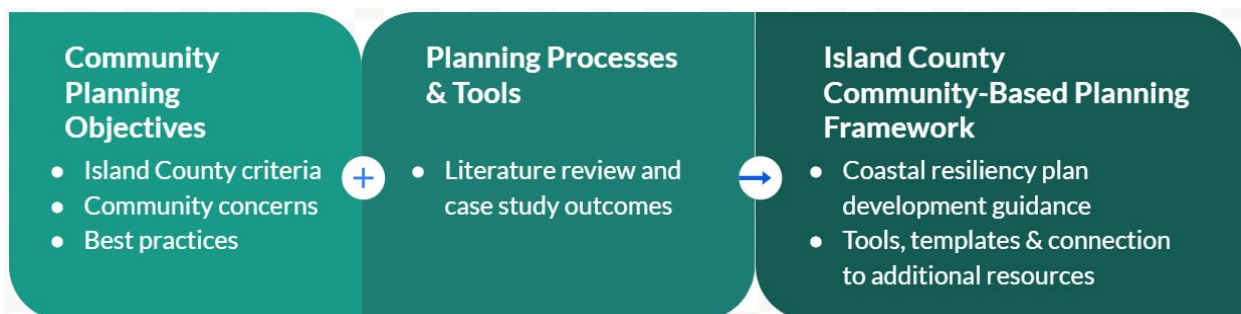 Community
Planning
Objectives
● Island County criteria
● Community concerns
● Best practices
+
Planning Processes
& Tools
● Literature review and
case study outcomes
→
Island County
Community-Based Planning
Framework
● Coastal resiliency plan
development guidance
● Tools, templates & connection
to additional resources